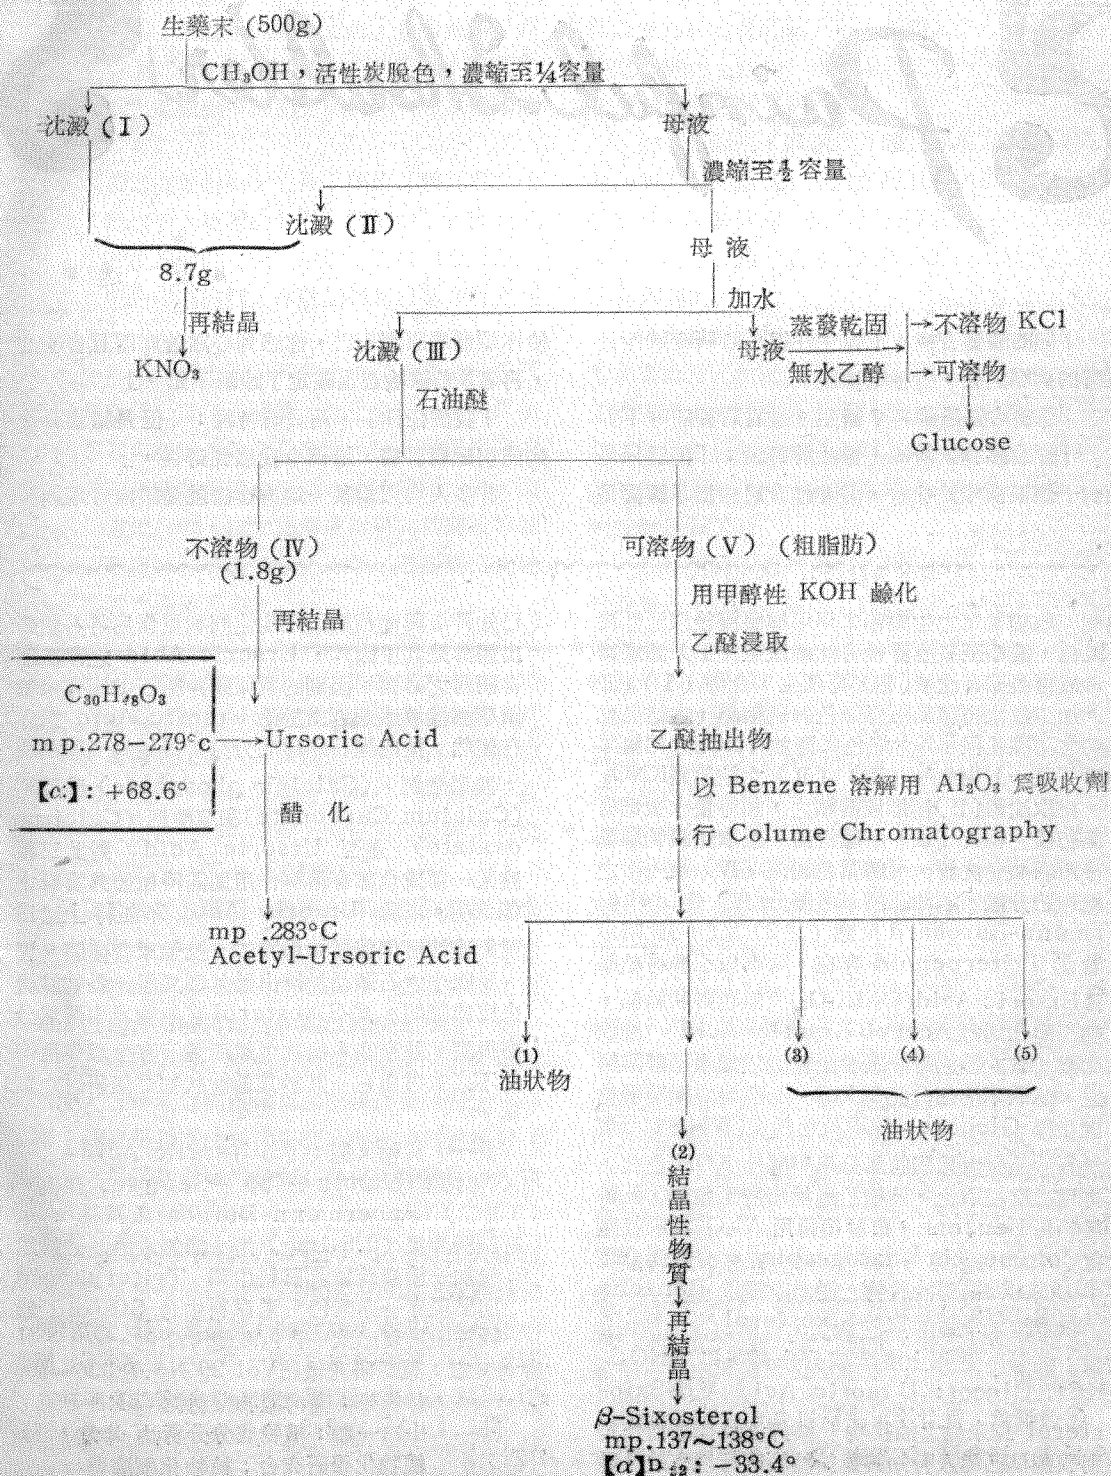 生藥末 (500g)
CH₃OH，活性炭脫色，濃縮至¼容量
沈澱 (Ⅰ)
母液
濃縮至½容量
沈澱 (Ⅱ)
母 液
8.7g
加水
再結晶
KNO₃
沈澱 (Ⅲ)
母液
蒸發乾固
無水乙醇
不溶物 KCl
可溶物
Glucose
石油醚
不溶物 (Ⅳ)
(1.8g)
可溶物 (Ⅴ) (粗脂肪)
再結晶
用甲醇性 KOH 鹼化
乙醚浸取
C₃₀H₄₈O₃
m p.278—279°c
【α】: +68.6°
Ursoric Acid
乙醚抽出物
醋 化
以 Benzene 溶解用 Al₂O₃ 爲吸收劑
行 Colume Chromatography
mp .283°C
Acetyl-Ursoric Acid
(1)
油狀物
(3)
(4)
(5)
油狀物
(2)
結晶性物質
再結晶
β-Sixosterol
mp.137～138°C
【α】D : −33.4°